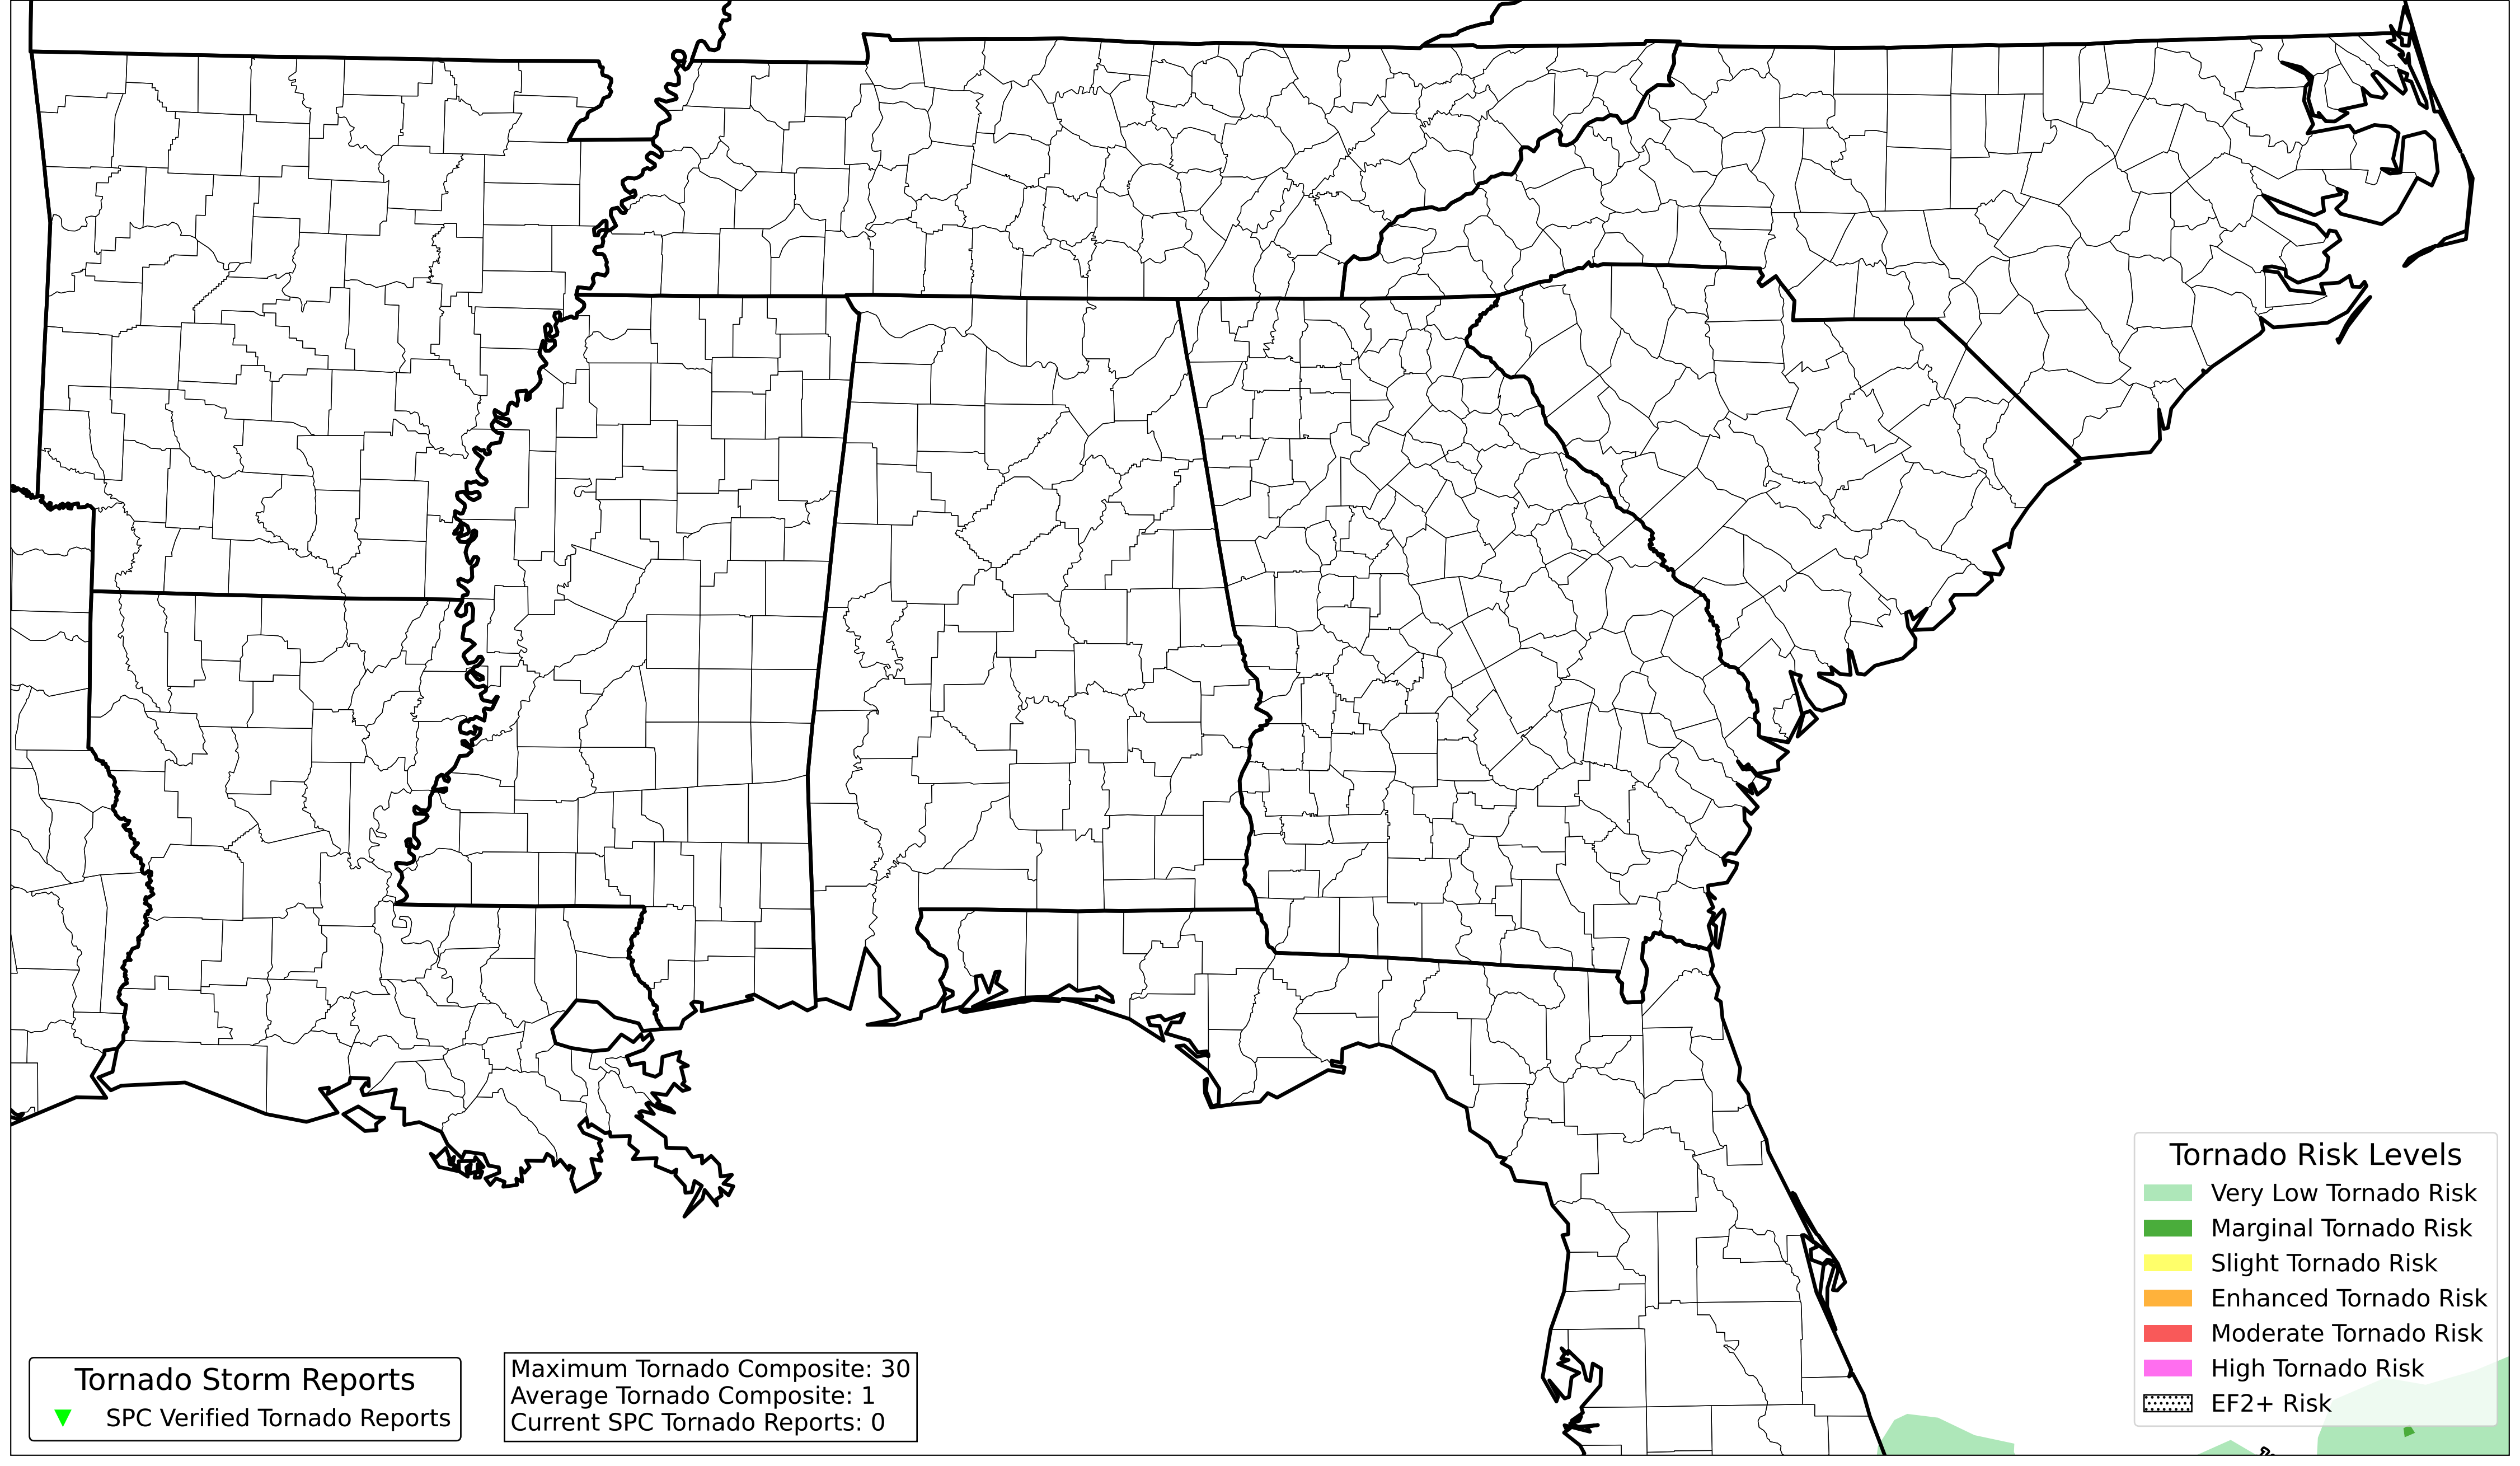 Tornado Risk Levels
Very Low Tornado Risk
Marginal Tornado Risk
Slight Tornado Risk
Enhanced Tornado Risk
Moderate Tornado Risk
High Tornado Risk
EF2+ Risk
Tornado Storm Reports
SPC Verified Tornado Reports
Maximum Tornado Composite: 30
Average Tornado Composite: 1
Current SPC Tornado Reports: 0